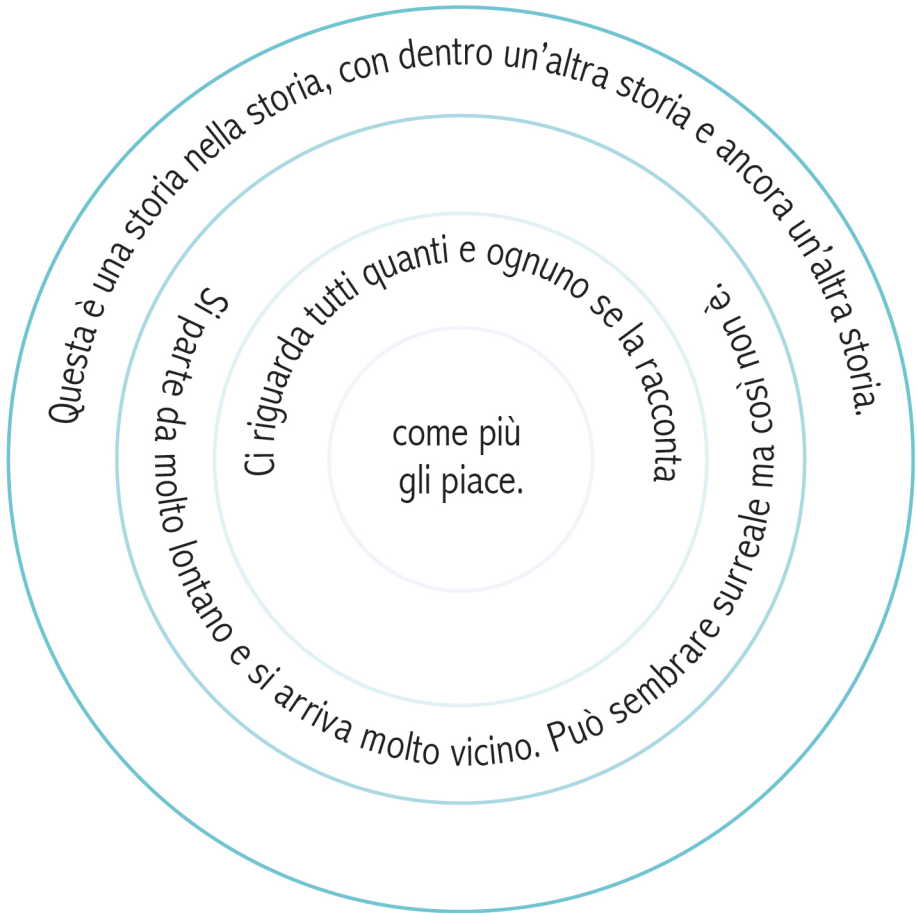 Questa è una storia nella storia, con dentro un’altra storia e ancora un’altra storia.
Si parte da molto lontano e si arriva molto vicino. Può sembrare surreale ma così non è.
Ci riguarda tutti quanti e ognuno se la racconta
come più
gli piace.